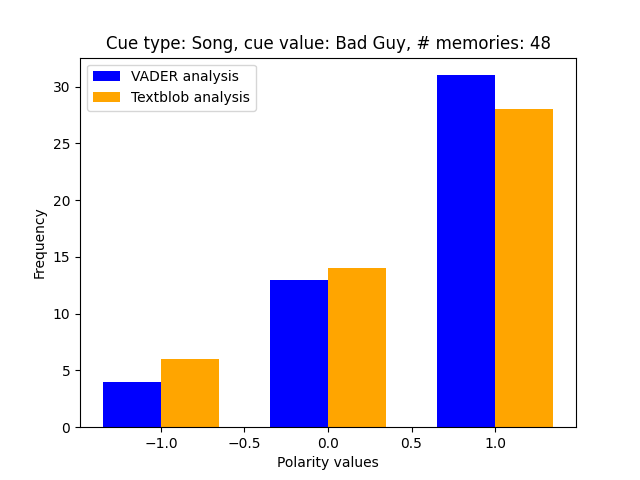 Cue type: Song, cue value: Bad Guy, # memories: 48
VADER analysis
Textblob analysis
Frequency
30
25
20
15
10
5
0
−1.0 −0.5 0.0 0.5 1.0
Polarity values